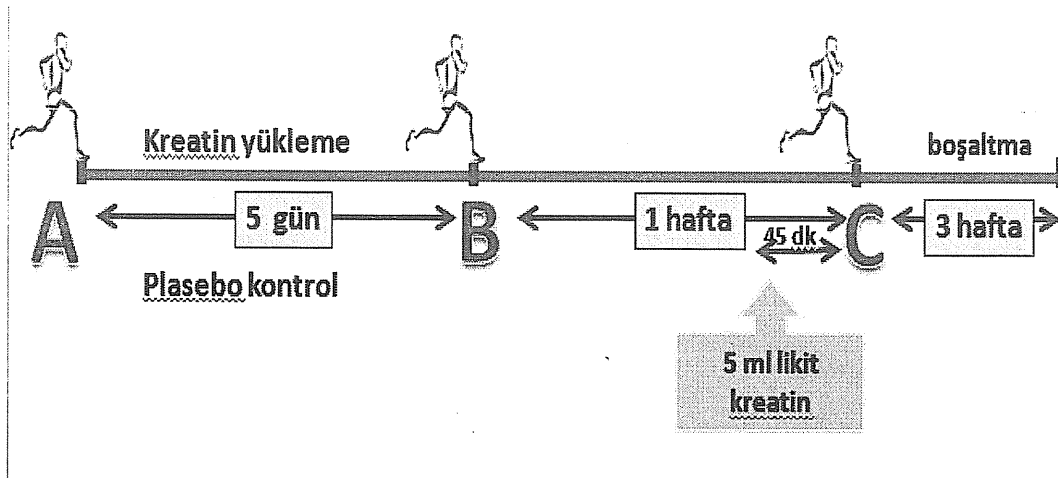 Kreatin yükleme
boşaltma
A
5 gün
B
1 hafta
45 dk
C
3 hafta
Plasebo kontrol
5 ml likit
kreatin